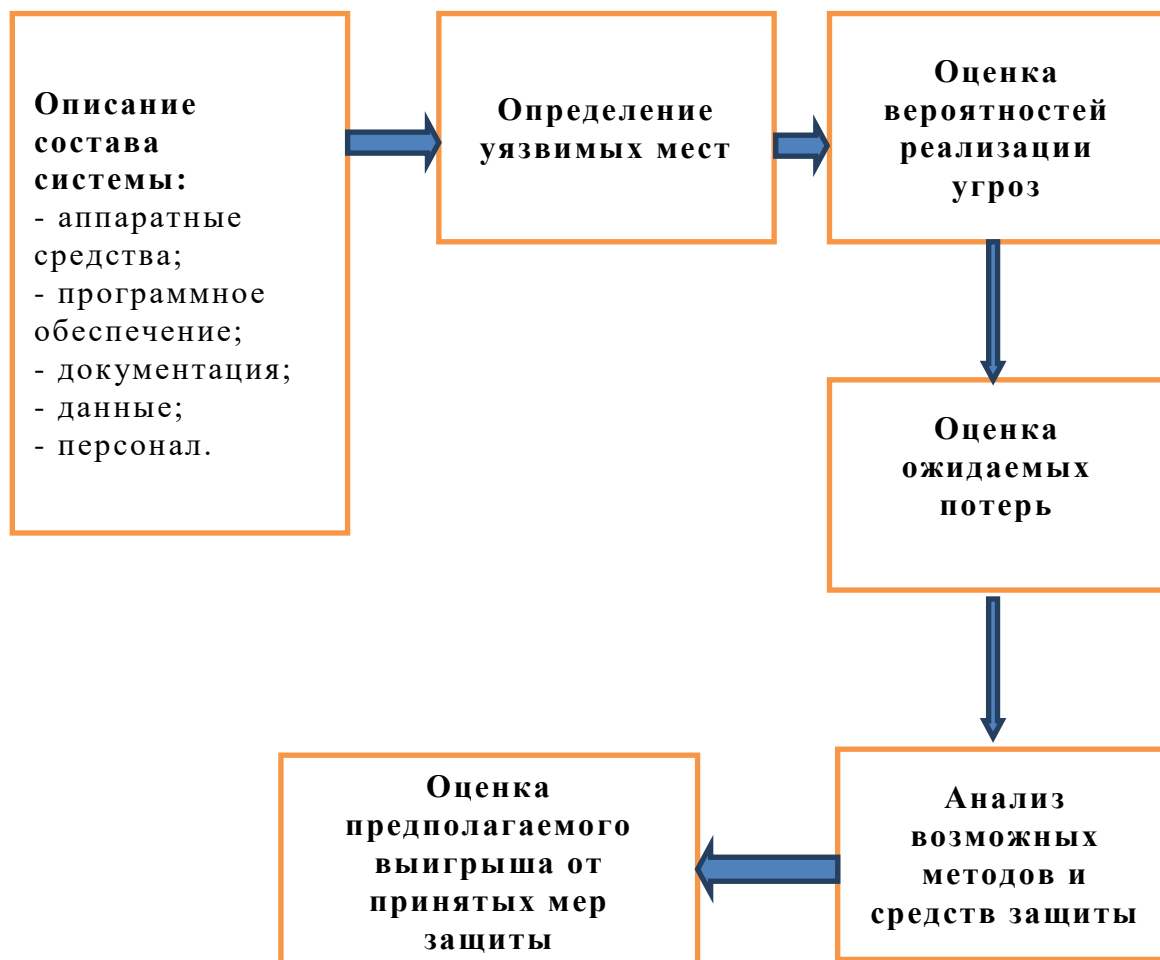 Описание
состава
системы:
- аппаратные
средства;
- программное
обеспечение;
- документация;
- данные;
- персонал.
Определение
уязвимых мест
Оценка
вероятностей
реализации
угроз
Оценка
ожидаемых
потерь
Анализ
возможных
методов и
средств защиты
Оценка
предполагаемого
выигрыша от
принятых мер
защиты